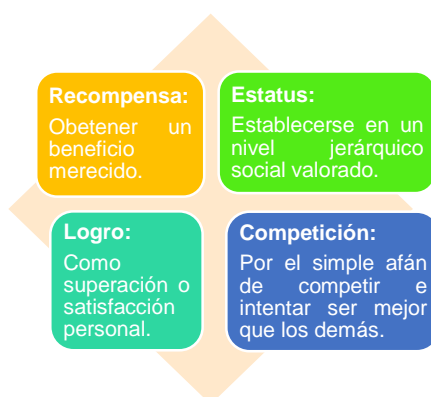 Recompensa:
Obetener un
beneficio
merecido.
Estatus:
Establecerse en un
nivel jerárquico
social valorado.
Logro:
Como
superación o
satisfacción
personal.
Competición:
Por el simple afán
de competir e
intentar ser mejor
que los demás.